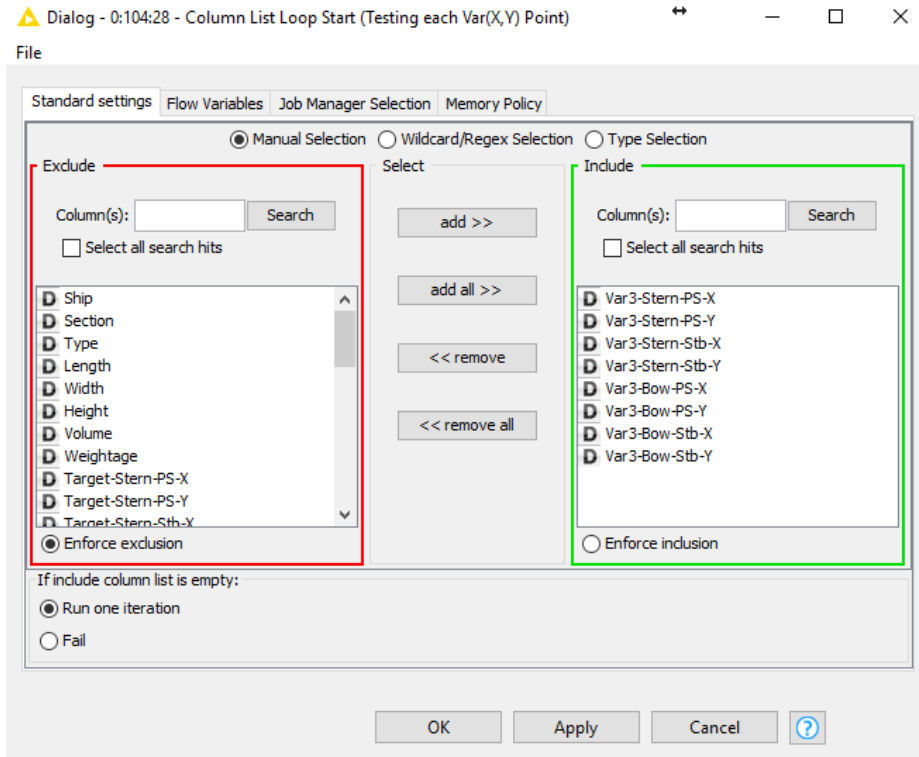 Dialog - 0:104:28 - Column List Loop Start (Testing each Var(X,Y) Point)
File
Standard settings Flow Variables Job Manager Selection Memory Policy
Manual Selection Wildcard/Regex Selection Type Selection
Exclude
Column(s): Search
Select all search hits
D Ship
D Section
D Type
D Length
D Width
D Height
D Volume
D Weightage
D Target-Stern-PS-X
D Target-Stern-PS-Y
D Target-Stern-Stb-X
Enforce exclusion
Select
add >>
add all >>
<< remove
<< remove all
Include
Column(s): Search
Select all search hits
D Var3-Stern-PS-X
D Var3-Stern-PS-Y
D Var3-Stern-Stb-X
D Var3-Stern-Stb-Y
D Var3-Bow-PS-X
D Var3-Bow-PS-Y
D Var3-Bow-Stb-X
D Var3-Bow-Stb-Y
Enforce inclusion
If include column list is empty:
Run one iteration
Fail
OK Apply Cancel ?